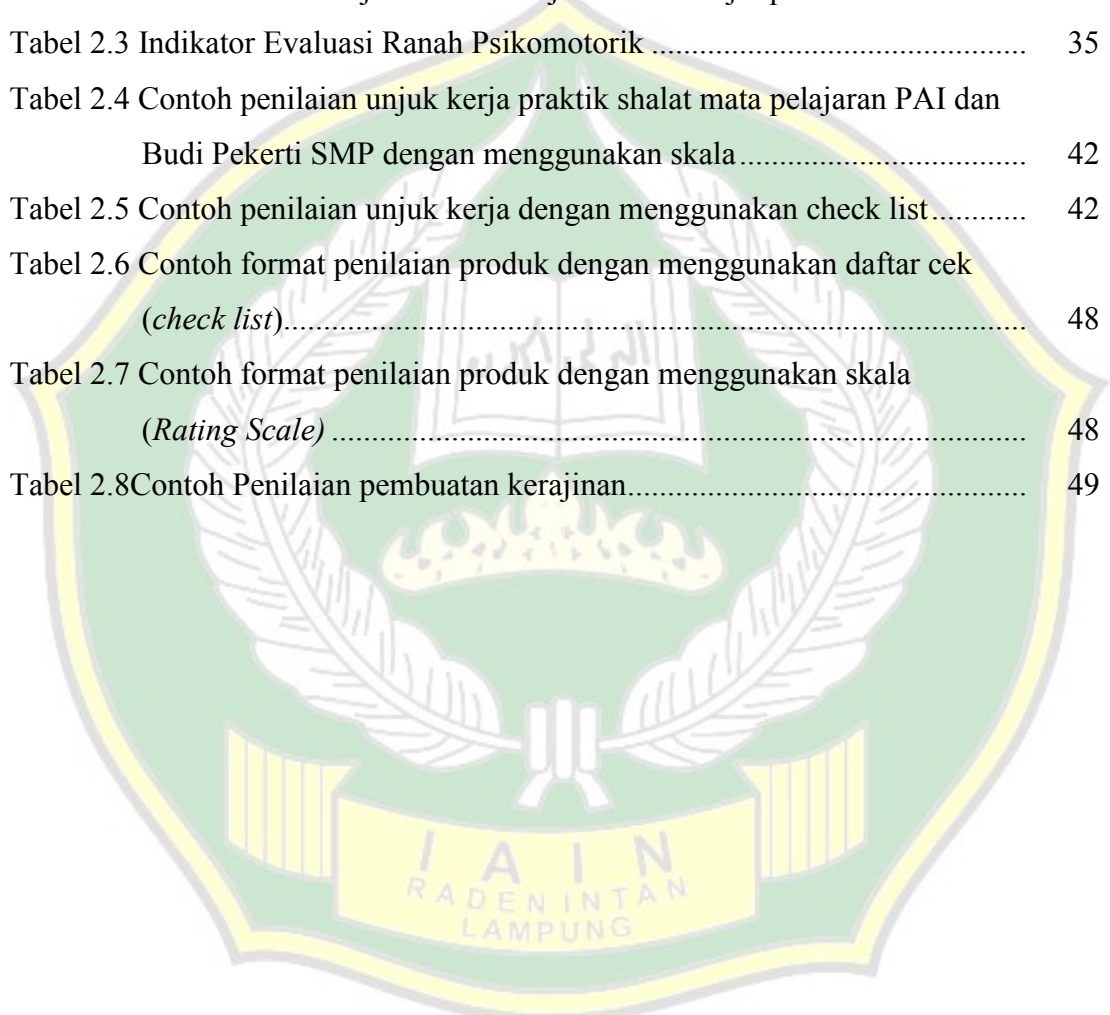 Tabel 2.3 Indikator Evaluasi Ranah Psikomotorik ............................................... 35
Tabel 2.4 Contoh penilaian unjuk kerja praktik shalat mata pelajaran PAI dan
Budi Pekerti SMP dengan menggunakan skala .................................... 42
Tabel 2.5 Contoh penilaian unjuk kerja dengan menggunakan check list ............ 42
Tabel 2.6 Contoh format penilaian produk dengan menggunakan daftar cek
(check list) ............................................................................................. 48
Tabel 2.7 Contoh format penilaian produk dengan menggunakan skala
(Rating Scale) ....................................................................................... 48
Tabel 2.8Contoh Penilaian pembuatan kerajinan .................................................. 49
I A I N
RADEN INTAN
LAMPUNG